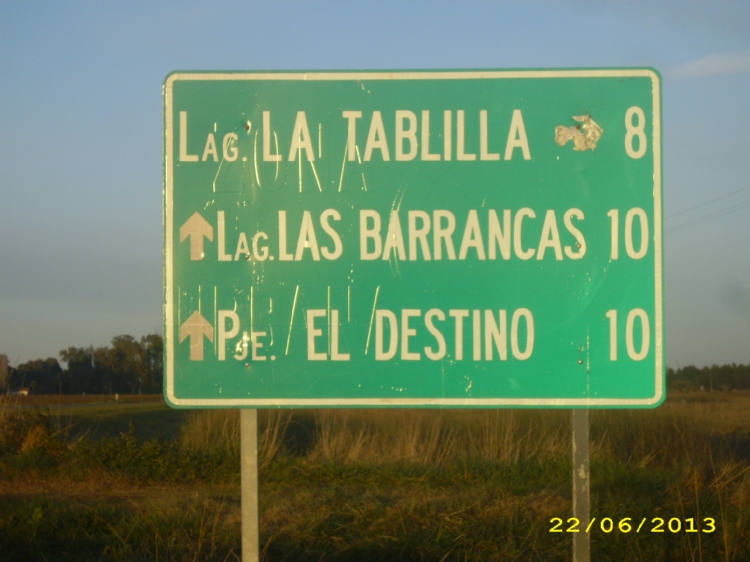 LAG. LA TABLILLA 8
LAG. LAS BARRANCAS 10
PJE. EL DESTINO 10
22/06/2013